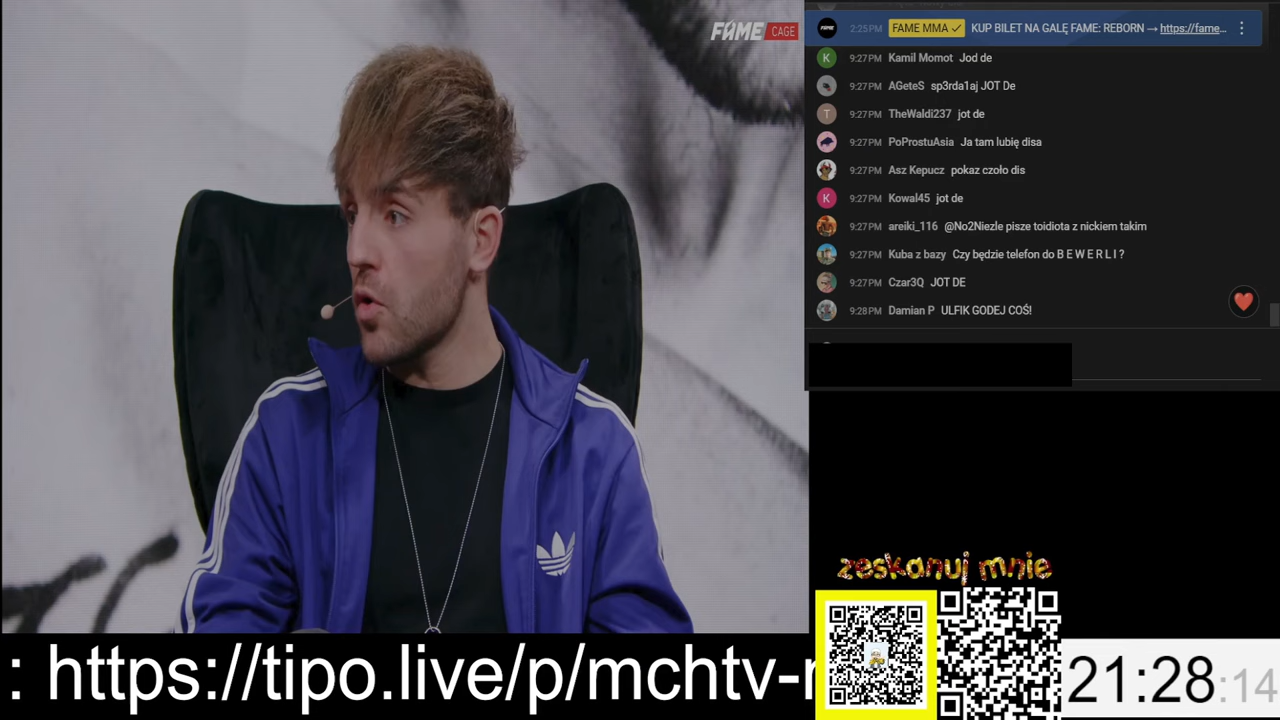 FAME CAGE
2:25 PM FAME MMA KUP BILET NA GALĘ FAME: REBORN → https://fame...
K 9:27 PM Kamil Momot Jod de
9:27 PM AGeteS sp3rda1aj JOT De
T 9:27 PM TheWaldi237 jot de
9:27 PM PoProstuAsia Ja tam lubię disa
9:27 PM Asz Kepucz pokaz czoło dis
K 9:27 PM Kowal45 jot de
9:27 PM areiki_116 @No2Niezle pisze toidiota z nickiem takim
9:27 PM Kuba z bazy Czy będzie telefon do B E W E R L I ?
9:27 PM Czar3Q JOT DE
9:28 PM Damian P ULFIK GODEJ COŚ!
zeskanuj mnie
: https://tipo.live/p/mchtv-
21:28:14